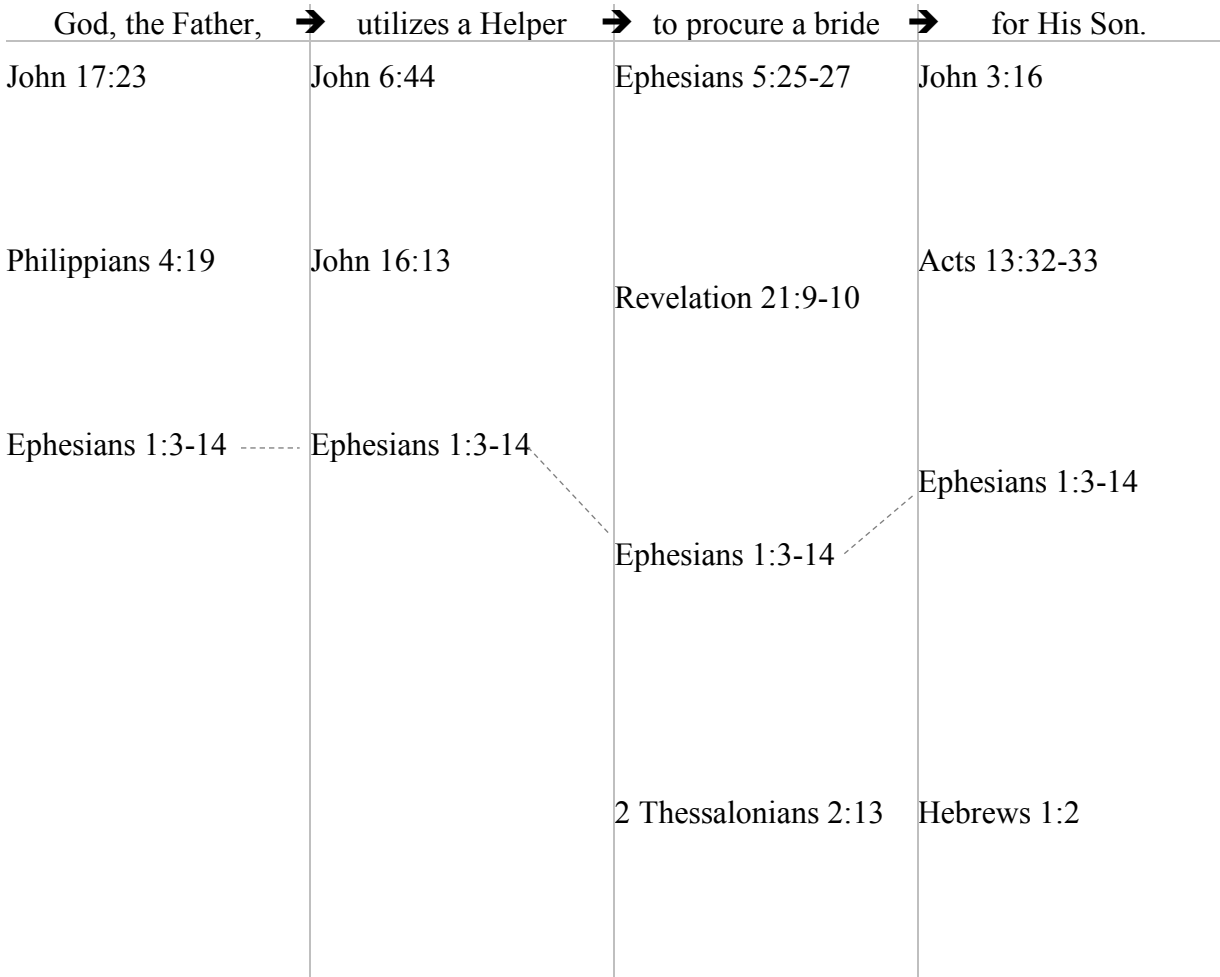 God, the Father, ➔ utilizes a Helper ➔ to procure a bride ➔ for His Son.
John 17:23 John 6:44 Ephesians 5:25-27 John 3:16
Philippians 4:19 John 16:13 Acts 13:32-33
Revelation 21:9-10
Ephesians 1:3-14 Ephesians 1:3-14
Ephesians 1:3-14
Ephesians 1:3-14
2 Thessalonians 2:13 Hebrews 1:2